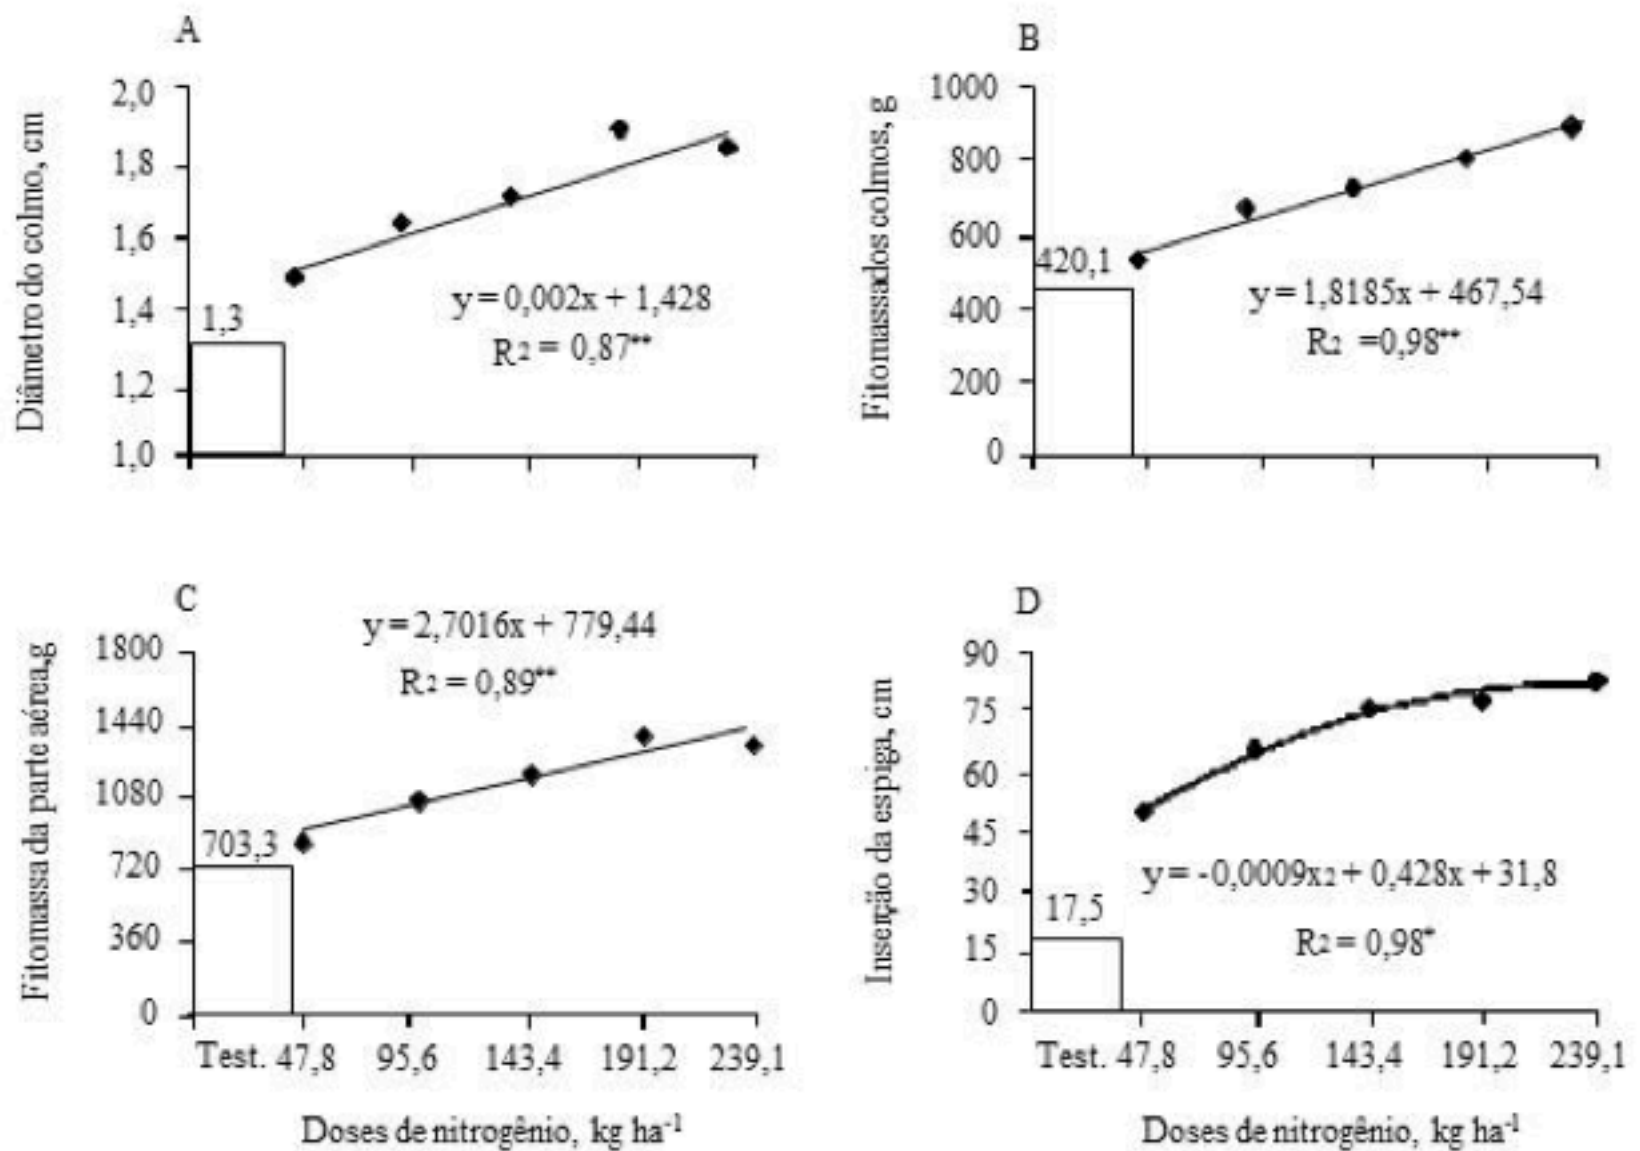 A
Diâmetro do colmo, cm
2,0
1,8
1,6
1,4
1,2
1,0
1,3
y = 0,002x + 1,428
R2 = 0,87**
B
Fitomassados colmos, g
1000
800
600
400
200
0
420,1
y = 1,8185x + 467,54
R2 =0,98**
C
Fitomassa da parte aérea,g
1800
1440
1080
720
360
0
703,3
y = 2,7016x + 779,44
R2 = 0,89**
Test. 47,8 95,6 143,4 191,2 239,1
Doses de nitrogênio, kg ha-1
D
Inserção da espiga, cm
90
75
60
45
30
15
0
17,5
y = -0,0009x2 + 0,428x + 31,8
R2 = 0,98*
Test. 47,8 95,6 143,4 191,2 239,1
Doses de nitrogênio, kg ha-1